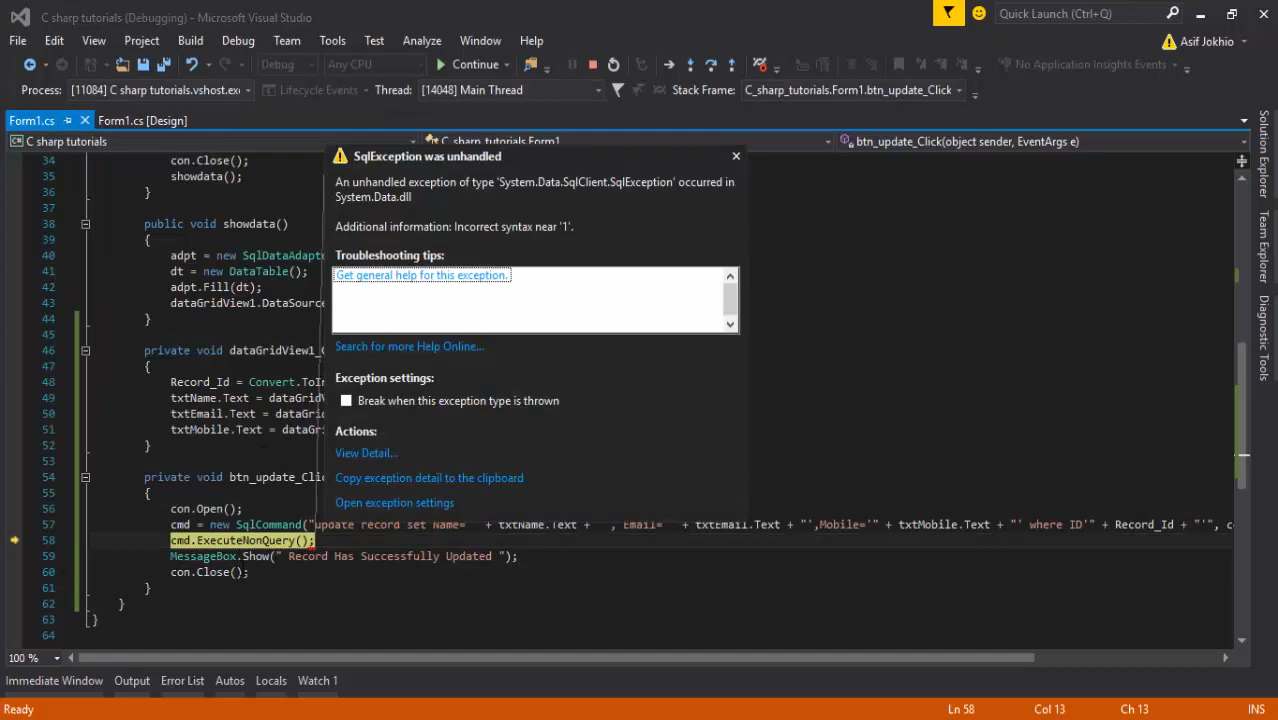 C sharp tutorials (Debugging) - Microsoft Visual Studio
Quick Launch (Ctrl+Q)
File Edit View Project Build Debug Team Tools Test Analyze Window Help
Asif Jokhio
Debug Any CPU Continue No Application Insights Events
Process: [11084] C sharp tutorials.vshost.exe Lifecycle Events Thread: [14048] Main Thread Stack Frame: C_sharp_tutorials.Form1.btn_update_Click
Form1.cs Form1.cs [Design]
C sharp tutorials C_sharp_tutorials.Form1 btn_update_Click(object sender, EventArgs e)
SqlException was unhandled
An unhandled exception of type 'System.Data.SqlClient.SqlException' occurred in
System.Data.dll
Additional information: Incorrect syntax near '1'.
Troubleshooting tips:
Get general help for this exception.
Search for more Help Online...
Exception settings:
Break when this exception type is thrown
Actions:
View Detail...
Copy exception detail to the clipboard
Open exception settings
34 con.Close();
35 showdata();
36 }
37
38 public void showdata()
39 {
40 adpt = new SqlDataAdapte
41 dt = new DataTable();
42 adpt.Fill(dt);
43 dataGridView1.DataSource
44 }
45
46 private void dataGridView1_C
47 {
48 Record_Id = Convert.ToIn
49 txtName.Text = dataGridV
50 txtEmail.Text = dataGri
51 txtMobile.Text = dataGri
52 }
53
54 private void btn_update_Clic
55 {
56 con.Open();
57 cmd = new SqlCommand("update record set Name='" + txtName.Text + "', Email='" + txtEmail.Text + "',Mobile='" + txtMobile.Text + "' where ID'" + Record_Id + "'", co
58 cmd.ExecuteNonQuery();
59 MessageBox.Show(" Record Has Successfully Updated ");
60 con.Close();
61 }
62 }
63 }
64
100 %
Immediate Window Output Error List Autos Locals Watch 1
Ready Ln 58 Col 13 Ch 13 INS
Solution Explorer
Team Explorer
Diagnostic Tools